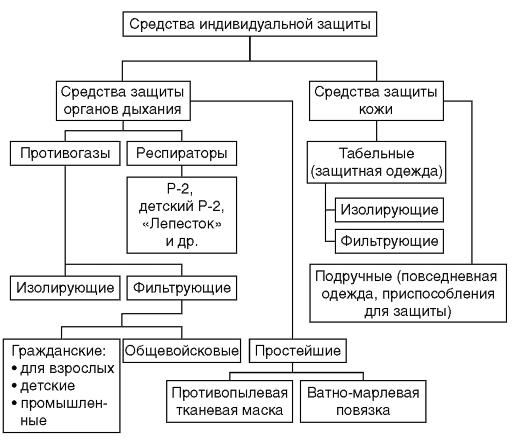 Средства индивидуальной защиты
Средства защиты
органов дыхания
Средства защиты
кожи
Противогазы
Респираторы
Табельные
(защитная одежда)
Р-2,
детский Р-2,
«Лепесток»
и др.
Изолирующие
Фильтрующие
Изолирующие
Фильтрующие
Подручные (повседневная
одежда, приспособления
для защиты)
Гражданские:
• для взрослых
• детские
• промышлен-
ные
Общевойсковые
Простейшие
Противопылевая
тканевая маска
Ватно-марлевая
повязка